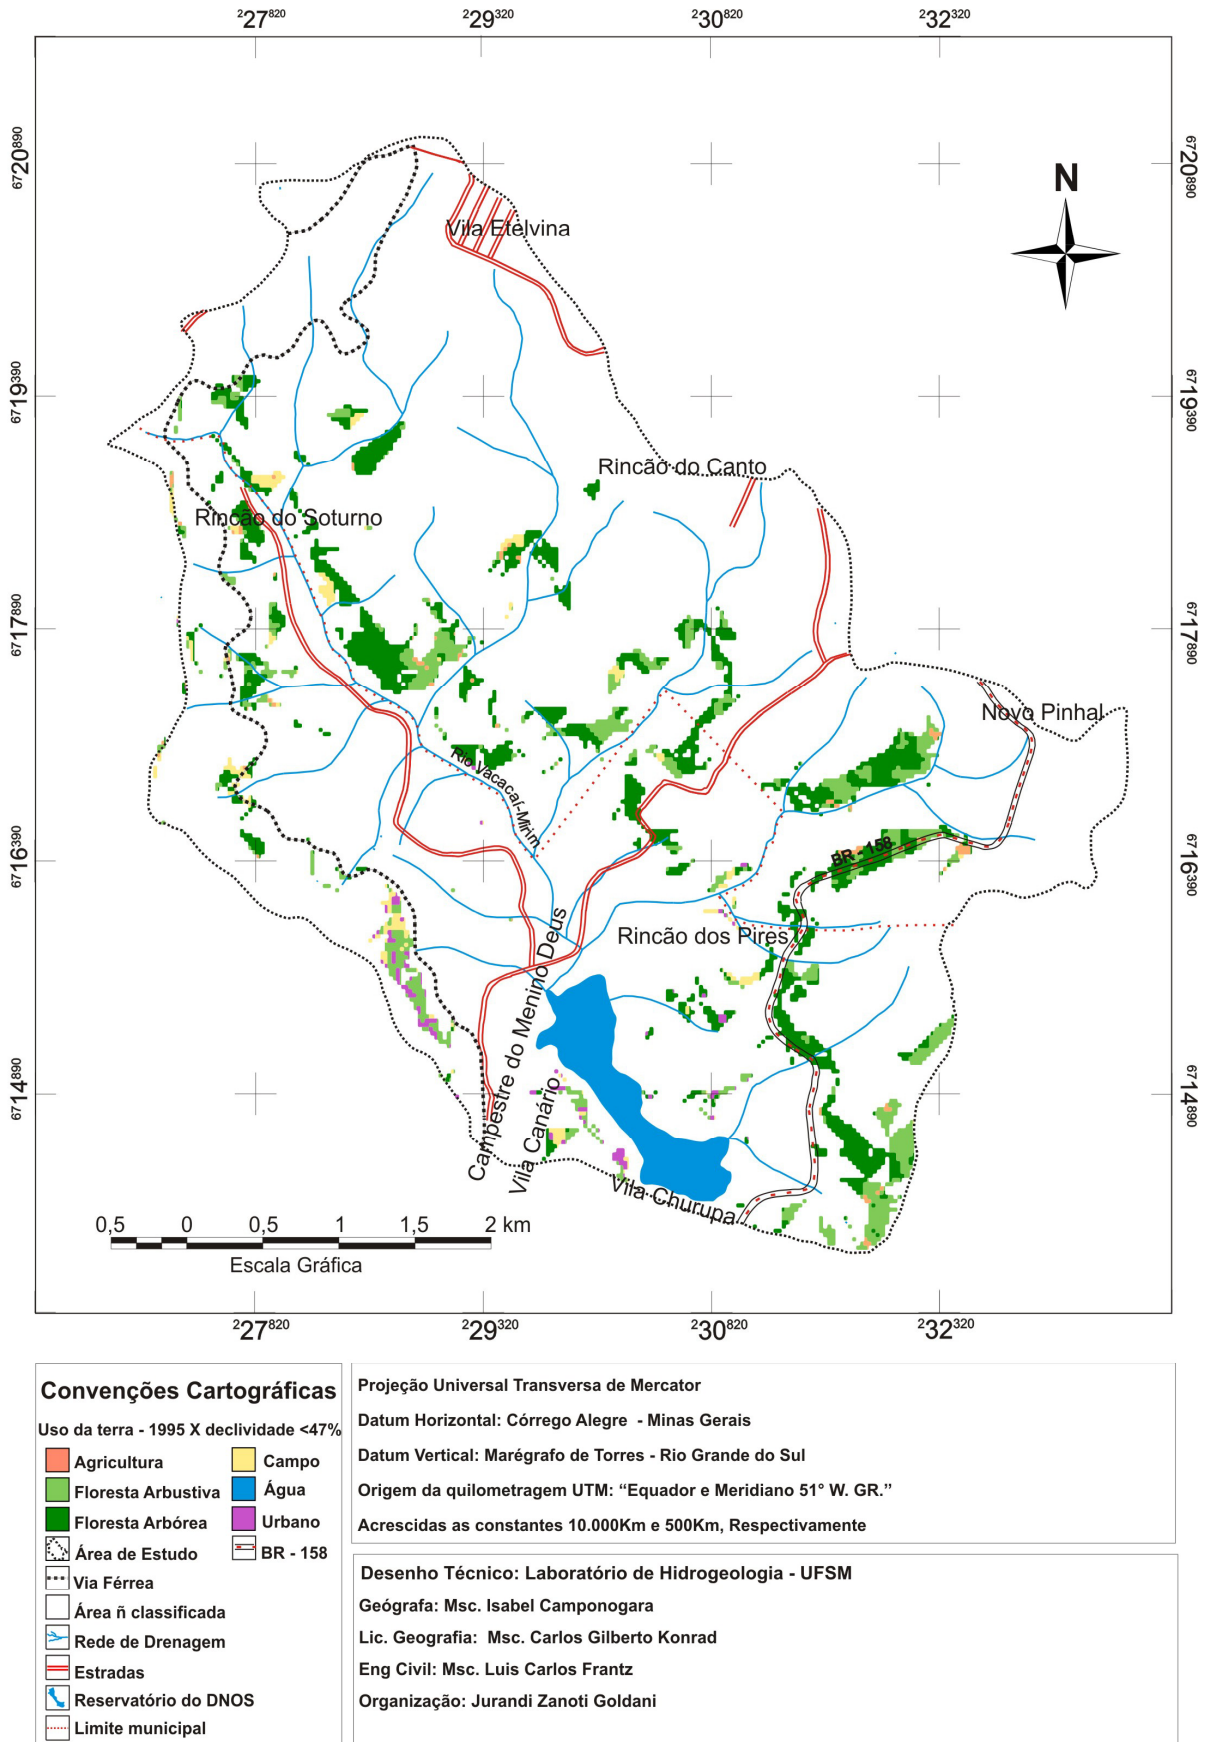 227820 229320 230820 232320
6720890 6720890
N
Vila Etelvina
6719390 6719390
Rincão do Canto
Rincão do Soturno
6717890 6717890
Novo Pinhal
Rio Vacacaí-Mirim
BR - 158
6716390 6716390
Rincão dos Pires
Campestre do Menino Deus
6714890 6714890
Vila Canário
Vila Churupa
0,5 0 0,5 1 1,5 2 km
Escala Gráfica
227820 229320 230820 232320
Convenções Cartográficas
Uso da terra - 1995 X declividade <47%
Agricultura
Campo
Floresta Arbustiva
Água
Floresta Arbórea
Urbano
Área de Estudo
BR - 158
Via Férrea
Área ñ classificada
Rede de Drenagem
Estradas
Reservatório do DNOS
Limite municipal
Projeção Universal Transversa de Mercator
Datum Horizontal: Córrego Alegre - Minas Gerais
Datum Vertical: Marégrafo de Torres - Rio Grande do Sul
Origem da quilometragem UTM: “Equador e Meridiano 51° W. GR.”
Acrescidas as constantes 10.000Km e 500Km, Respectivamente
Desenho Técnico: Laboratório de Hidrogeologia - UFSM
Geógrafa: Msc. Isabel Camponogara
Lic. Geografia: Msc. Carlos Gilberto Konrad
Eng Civil: Msc. Luis Carlos Frantz
Organização: Jurandi Zanoti Goldani